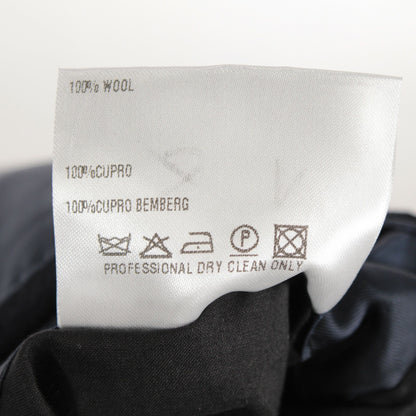 100% WOOL
100%CUPRO
100%CUPRO BEMBERG
P
PROFESSIONAL DRY CLEAN ONLY